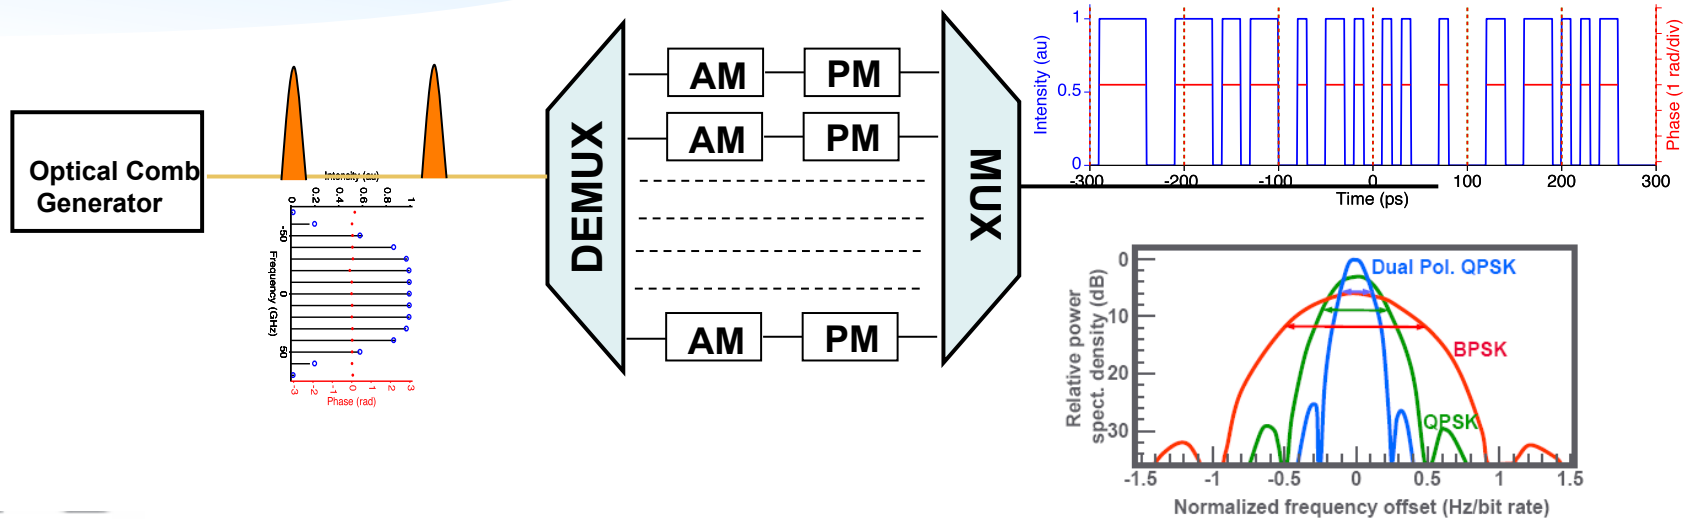 Optical Comb
Generator
Intensity (au)
0 0.2 0.4 0.6 0.8 1
-50 0 50
Frequency (GHz)
-3 -2 -1 0 1 2 3
Phase (rad)
DEMUX
AM PM
AM PM
AM PM
MUX
Intensity (au)
1
0.5
0
Phase (1 rad/div)
-300 -200 -100 0 100 200 300
Time (ps)
Relative power
spect. density (dB)
0
-10
-20
-30
Dual Pol. QPSK
BPSK
QPSK
-1.5 -1 -0.5 0 0.5 1 1.5
Normalized frequency offset (Hz/bit rate)